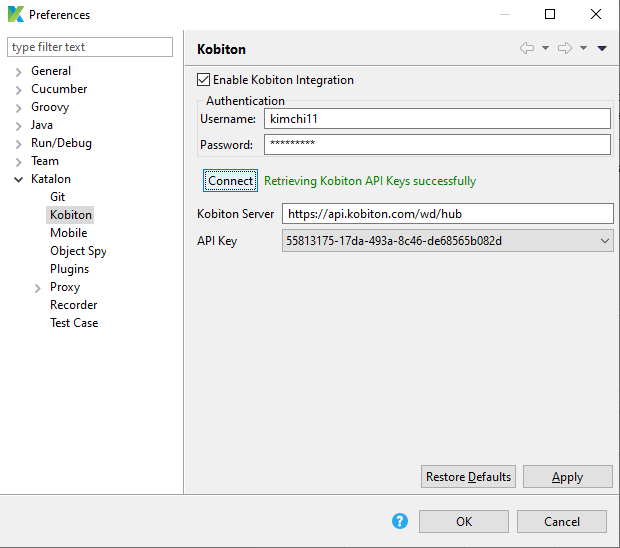 Preferences
type filter text
General
Cucumber
Groovy
Java
Run/Debug
Team
Katalon
Git
Kobiton
Mobile
Object Spy
Plugins
Proxy
Recorder
Test Case
Kobiton
Enable Kobiton Integration
Authentication
Username: kimchi11
Password: *********
Connect Retrieving Kobiton API Keys successfully
Kobiton Server https://api.kobiton.com/wd/hub
API Key 55813175-17da-493a-8c46-de68565b082d
Restore Defaults Apply
? OK Cancel